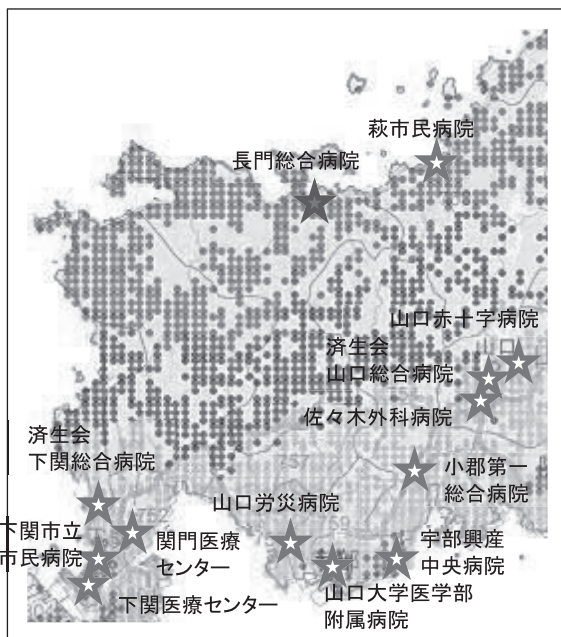 萩市民病院
長門総合病院
山口赤十字病院
山口
済生会
山口総合病院
佐々木外科病院
済生会
下関総合病院
小郡第一
総合病院
山口労災病院
下関市立
市民病院
関門医療
センター
宇部興産
中央病院
下関医療センター
山口大学医学部
附属病院